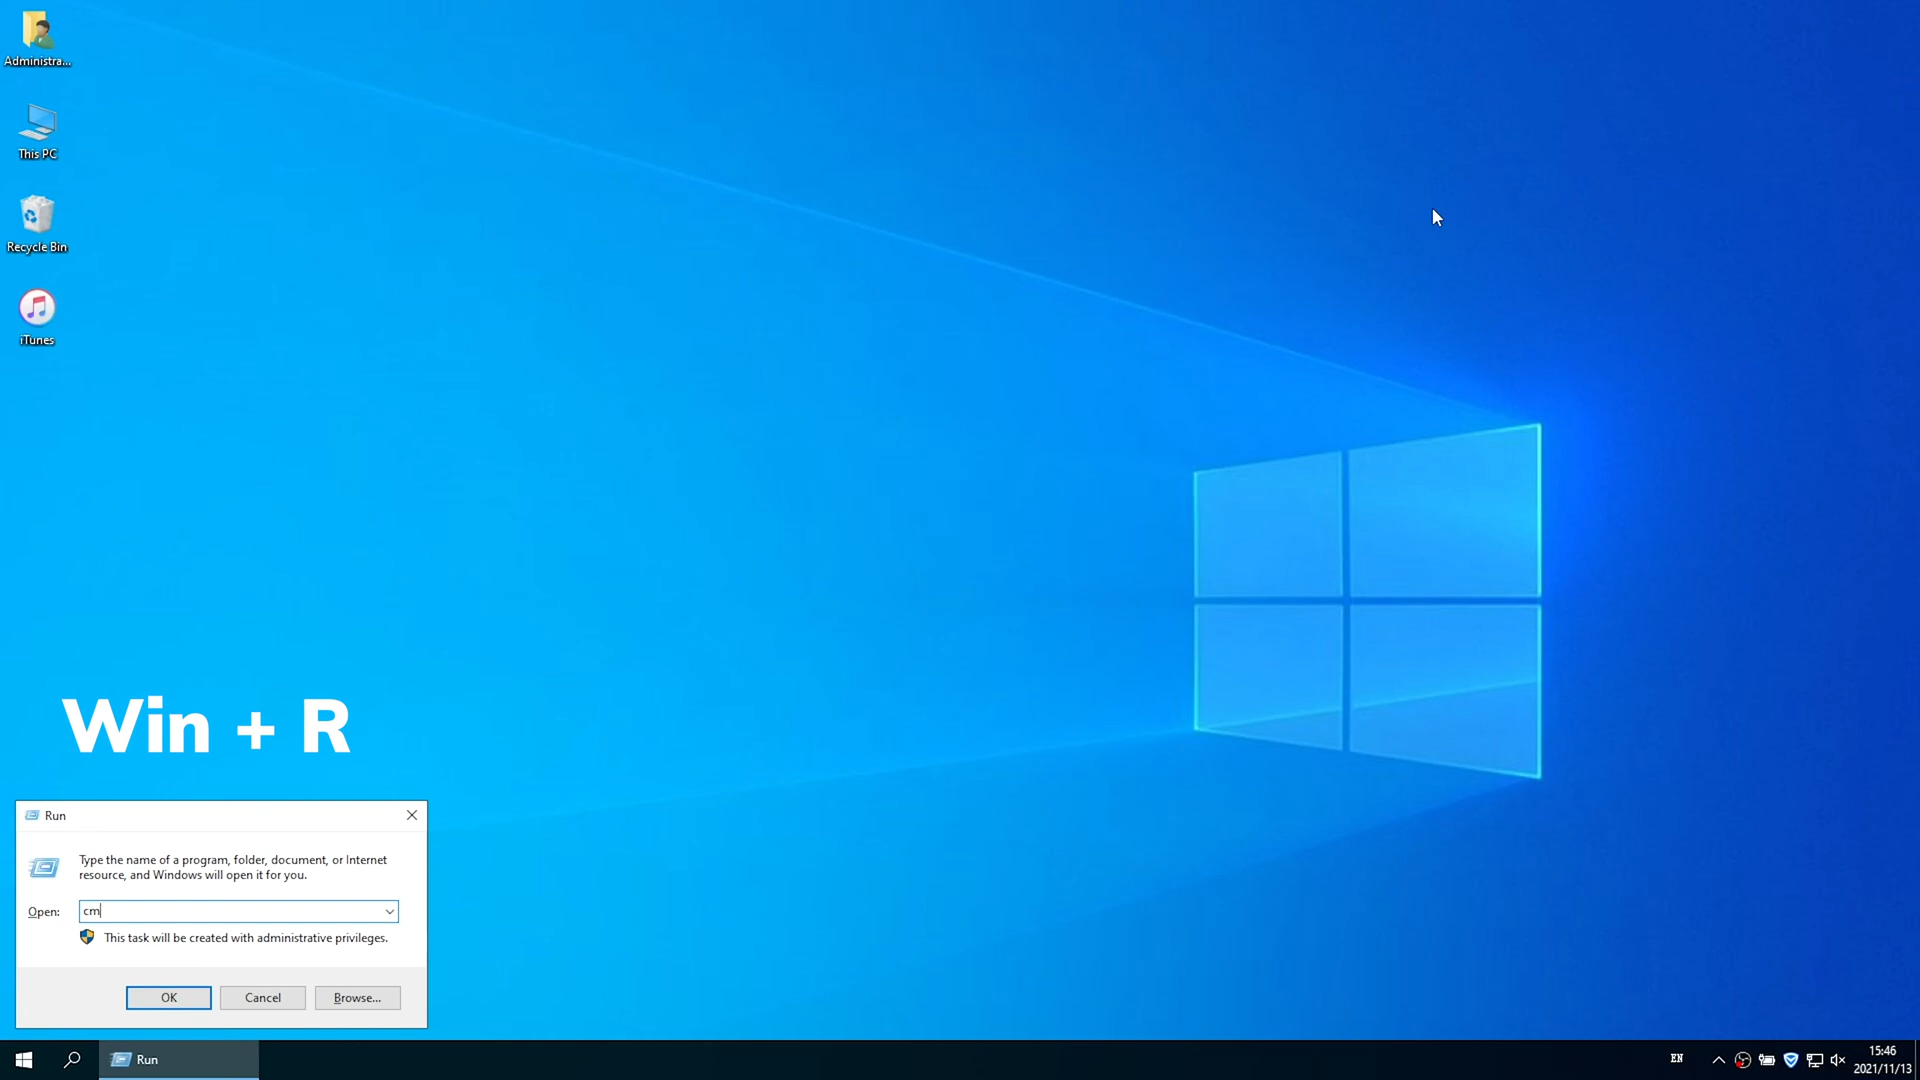 Administra...
This PC
Recycle Bin
iTunes
Win + R
Run
Type the name of a program, folder, document, or Internet
resource, and Windows will open it for you.
Open: cm
This task will be created with administrative privileges.
OK Cancel Browse...
Run
EN
15:46
2021/11/13